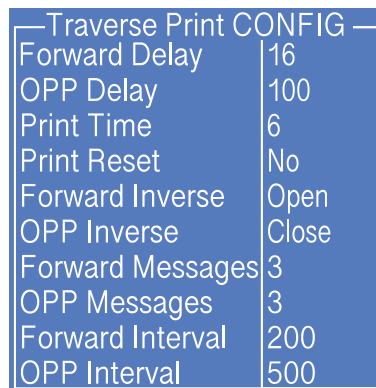 Traverse Print CONFIG
Forward Delay 16
OPP Delay 100
Print Time 6
Print Reset No
Forward Inverse Open
OPP Inverse Close
Forward Messages 3
OPP Messages 3
Forward Interval 200
OPP Interval 500